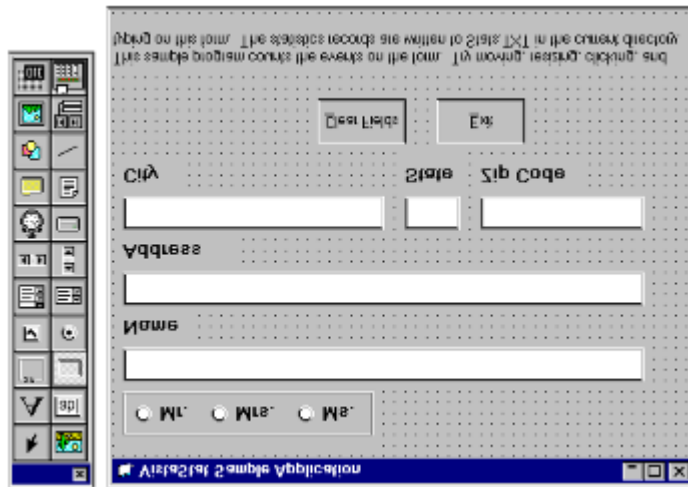 VistaStat Sample Application
Mr. Mrs. Ms.
Name
Address
City State Zip Code
Clear Fields Exit
This sample program counts the events on the form. Try moving, resizing, clicking, and
typing on this form. The statistics records are written to Stats.TXT in the current directory.
A ab|